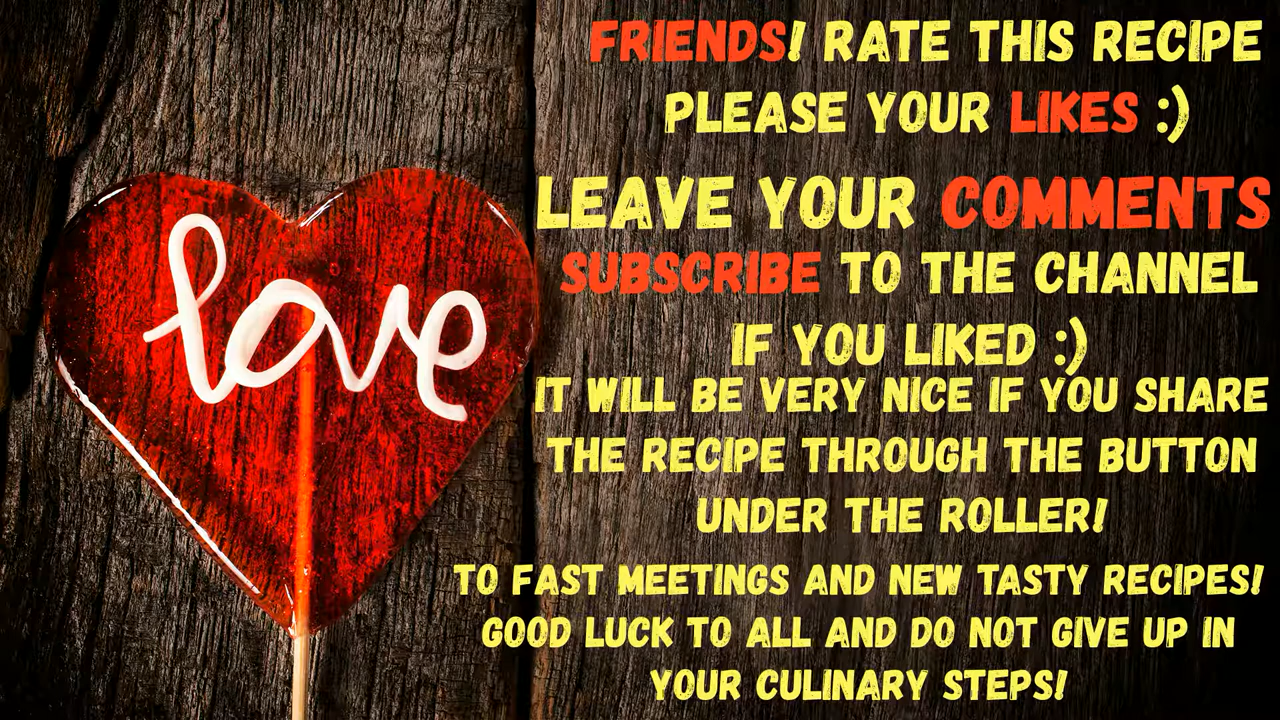 FRIENDS! RATE THIS RECIPE
PLEASE YOUR LIKES :)
LEAVE YOUR COMMENTS
SUBSCRIBE TO THE CHANNEL
IF YOU LIKED :)
IT WILL BE VERY NICE IF YOU SHARE
THE RECIPE THROUGH THE BUTTON
UNDER THE ROLLER!
TO FAST MEETINGS AND NEW TASTY RECIPES!
GOOD LUCK TO ALL AND DO NOT GIVE UP IN
YOUR CULINARY STEPS!
love